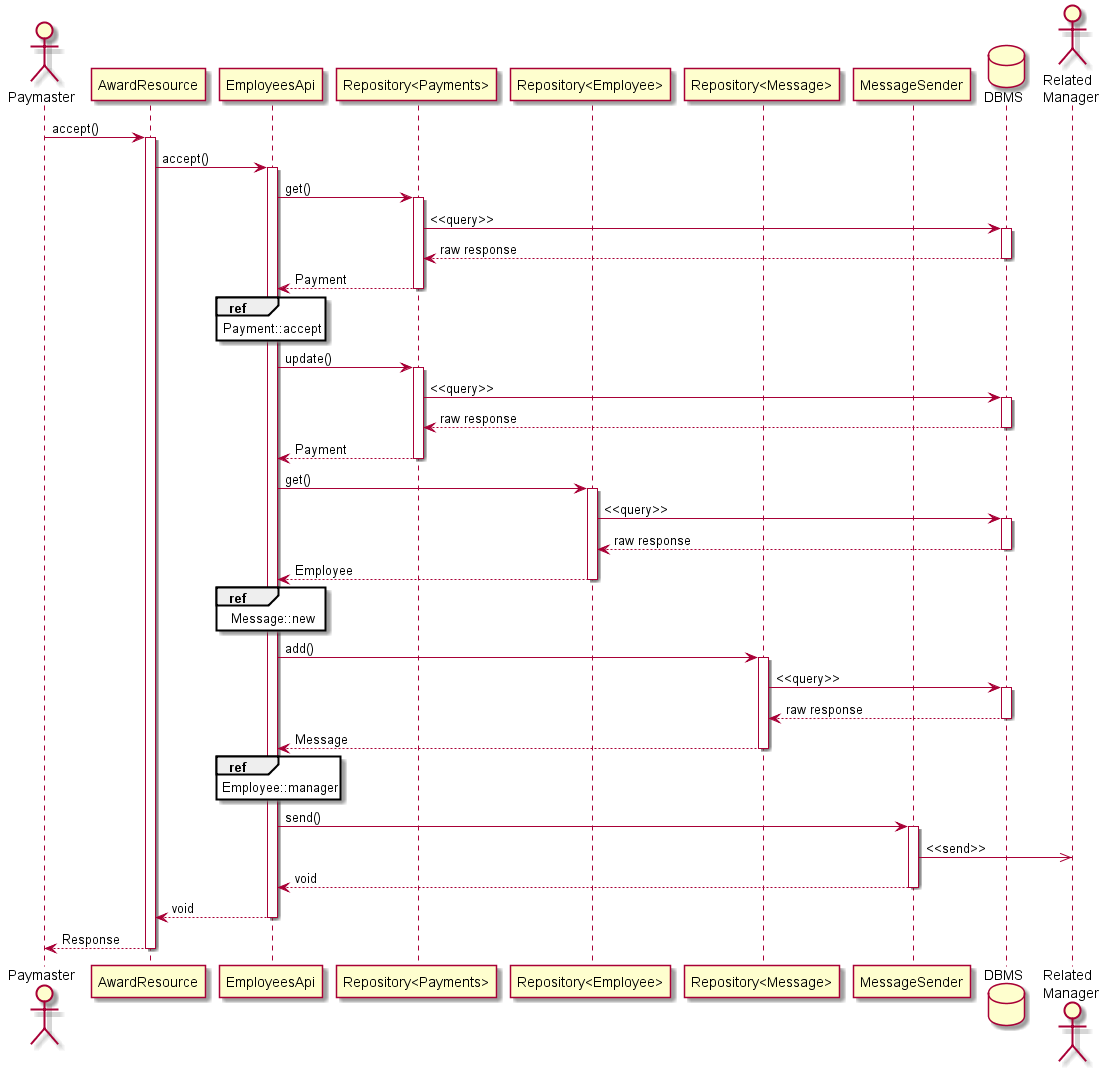 Related
Manager
Paymaster
AwardResource
EmployeesApi
Repository<Payments>
Repository<Employee>
Repository<Message>
MessageSender
DBMS
accept()
accept()
get()
<<query>>
raw response
Payment
ref
Payment::accept
update()
<<query>>
raw response
Payment
get()
<<query>>
raw response
Employee
ref
Message::new
add()
<<query>>
raw response
Message
ref
Employee::manager
send()
<<send>>
void
void
Response
Paymaster
AwardResource
EmployeesApi
Repository<Payments>
Repository<Employee>
Repository<Message>
MessageSender
DBMS
Related
Manager